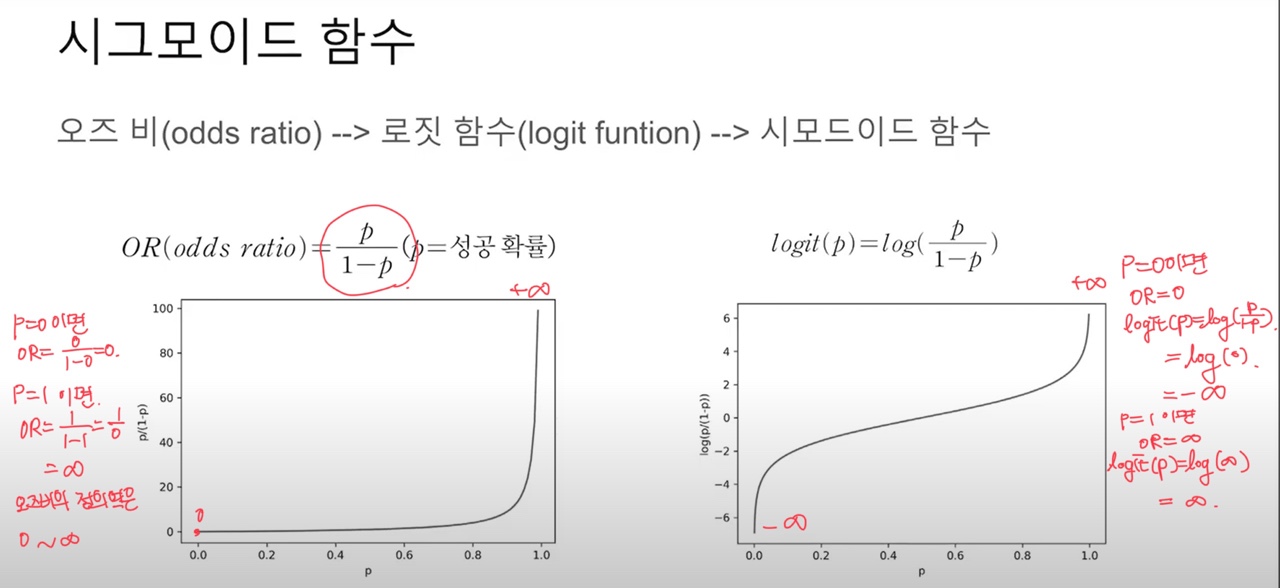 시그모이드 함수
오즈 비(odds ratio) --> 로짓 함수(logit funtion) --> 시모드이드 함수
OR(odds ratio)=p/(1−p)(p=성공 확률)
+∞
p=0 이면
OR= 0/(1-0)=0.
p=1 이면.
OR= 1/(1-1)=1/0
=∞
오즈비의 정의역은
0 ~ ∞
100
80
60
40
20
0
p/(1-p)
0
0.0 0.2 0.4 0.6 0.8 1.0
p
logit(p)=log(p/(1−p))
+∞
6
4
2
0
−2
−4
−6
log(p/(1-p))
-∞
0.0 0.2 0.4 0.6 0.8 1.0
p
P=0이면
OR=0
logit(p)=log(p/(1-p)).
=log(0).
=-∞
P=1 이면
OR=∞
logit(p)=log(∞)
= ∞.